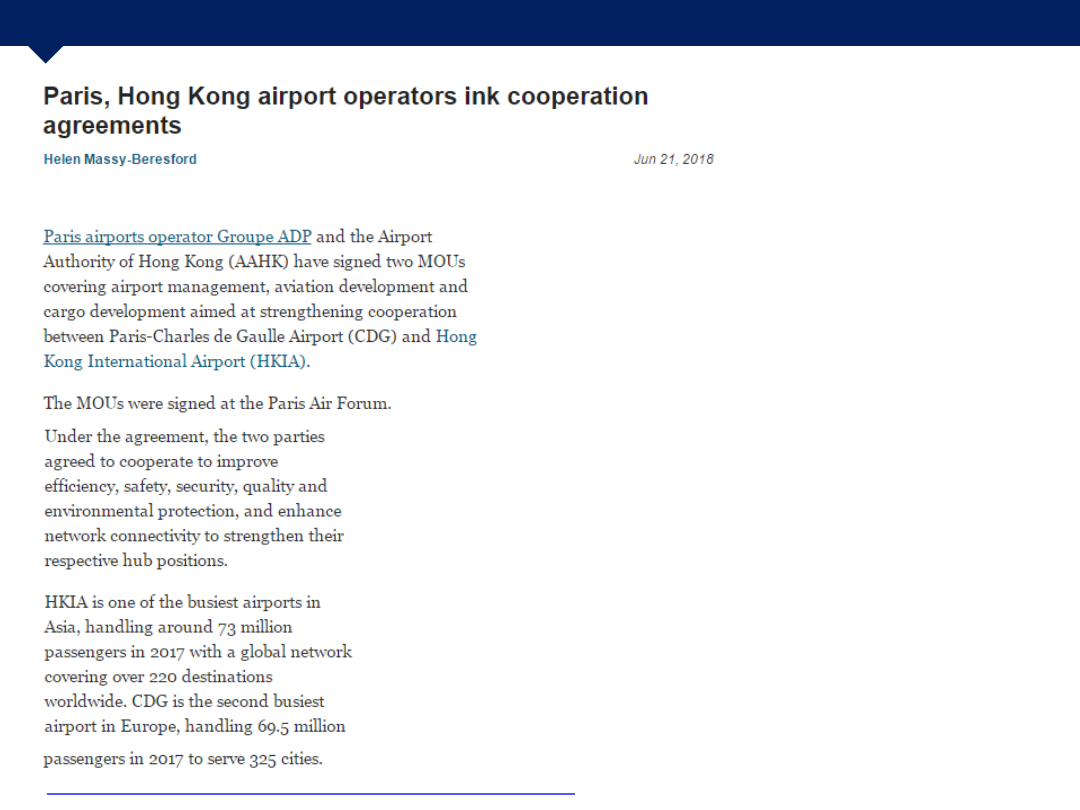 Paris, Hong Kong airport operators ink cooperation
agreements
Helen Massy-Beresford Jun 21, 2018
Paris airports operator Groupe ADP and the Airport
Authority of Hong Kong (AAHK) have signed two MOUs
covering airport management, aviation development and
cargo development aimed at strengthening cooperation
between Paris-Charles de Gaulle Airport (CDG) and Hong
Kong International Airport (HKIA).
The MOUs were signed at the Paris Air Forum.
Under the agreement, the two parties
agreed to cooperate to improve
efficiency, safety, security, quality and
environmental protection, and enhance
network connectivity to strengthen their
respective hub positions.
HKIA is one of the busiest airports in
Asia, handling around 73 million
passengers in 2017 with a global network
covering over 220 destinations
worldwide. CDG is the second busiest
airport in Europe, handling 69.5 million
passengers in 2017 to serve 325 cities.